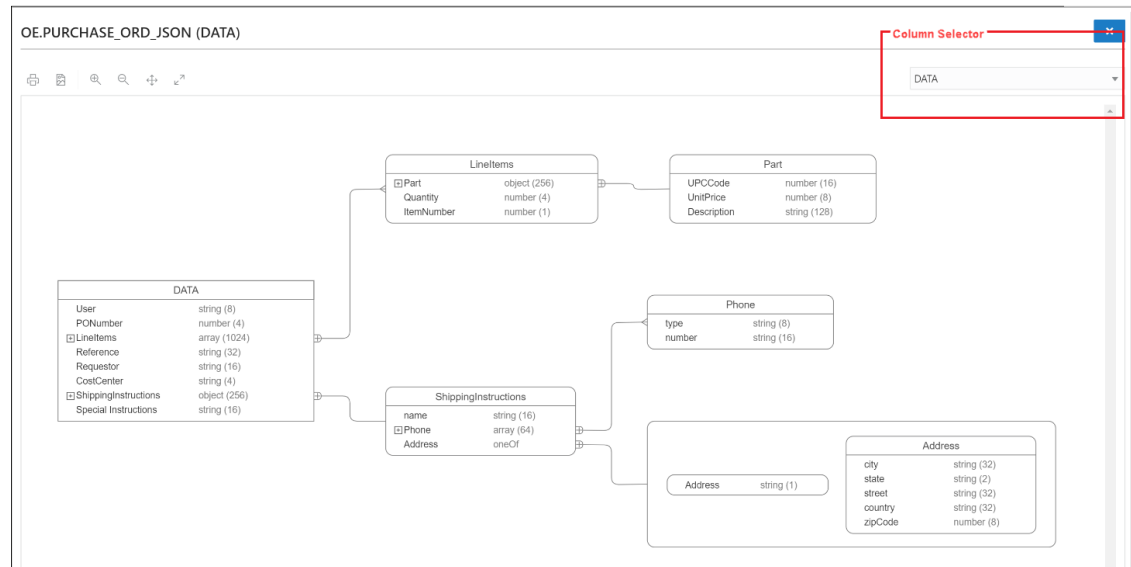 OE.PURCHASE_ORD_JSON (DATA)
Column Selector
DATA
LineItems
Part object (256)
Quantity number (4)
ItemNumber number (1)
Part
UPCCode number (16)
UnitPrice number (8)
Description string (128)
DATA
User string (8)
PONumber number (4)
LineItems array (1024)
Reference string (32)
Requestor string (16)
CostCenter string (4)
ShippingInstructions object (256)
Special Instructions string (16)
Phone
type string (8)
number string (16)
ShippingInstructions
name string (16)
Phone array (64)
Address oneOf
Address string (1)
Address
city string (32)
state string (2)
street string (32)
country string (32)
zipCode number (8)